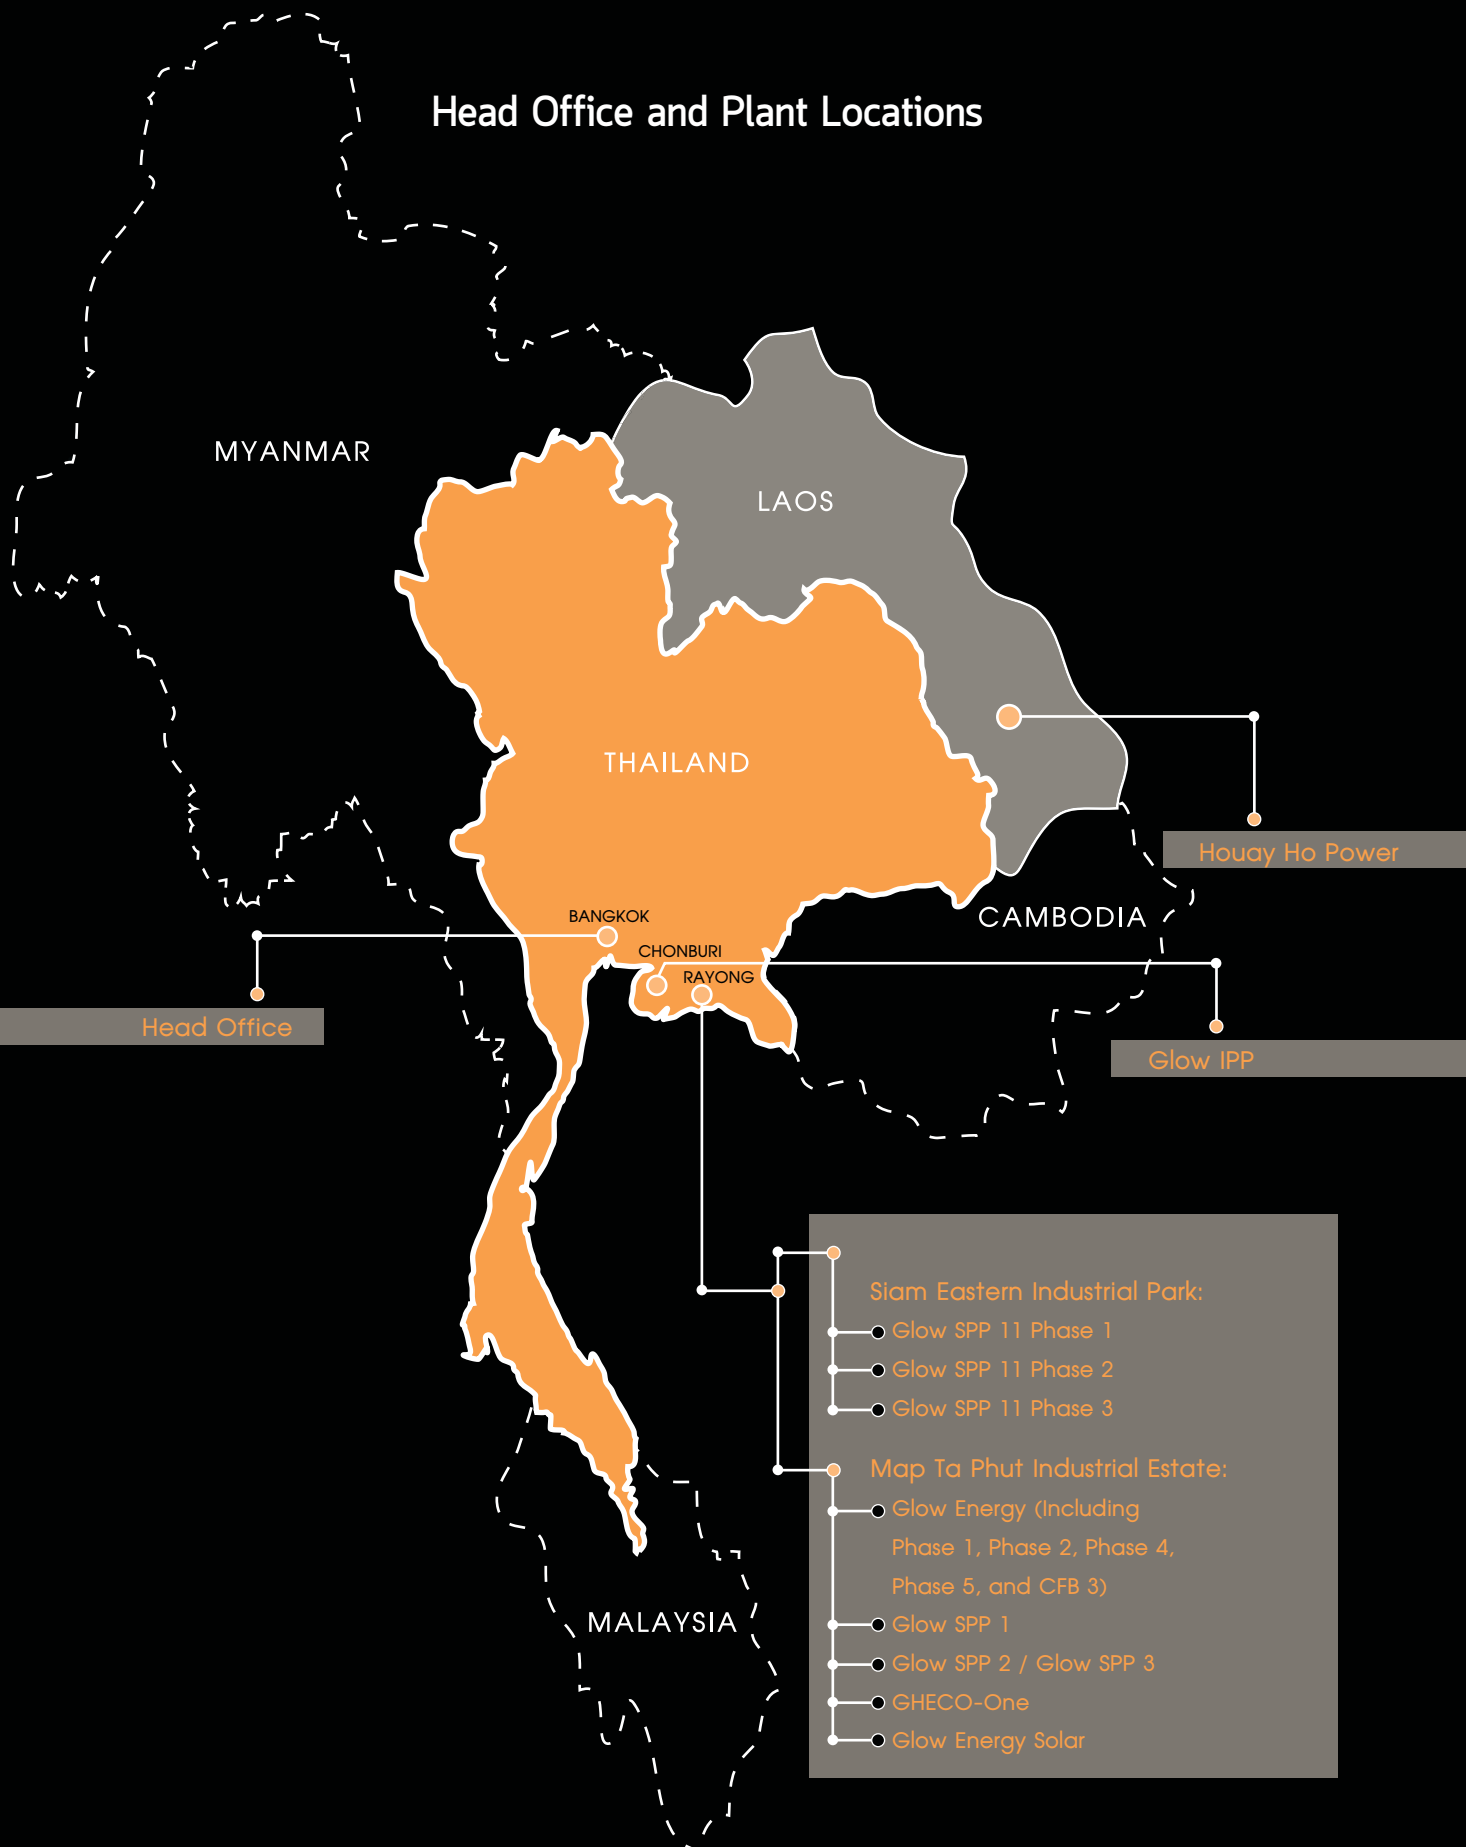 Head Office and Plant Locations
MYANMAR
LAOS
THAILAND
Houay Ho Power
BANGKOK
CAMBODIA
CHONBURI
RAYONG
Head Office
Glow IPP
Siam Eastern Industrial Park:
Glow SPP 11 Phase 1
Glow SPP 11 Phase 2
Glow SPP 11 Phase 3
Map Ta Phut Industrial Estate:
Glow Energy (Including
Phase 1, Phase 2, Phase 4,
Phase 5, and CFB 3)
Glow SPP 1
Glow SPP 2 / Glow SPP 3
GHECO-One
Glow Energy Solar
MALAYSIA